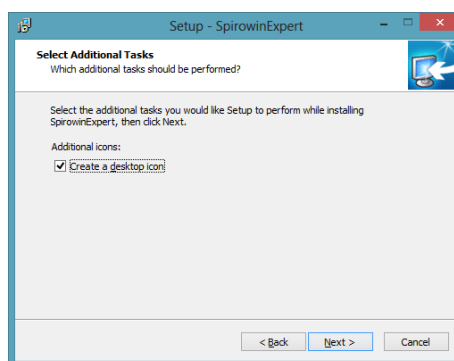 Setup - SpirowinExpert
Select Additional Tasks
Which additional tasks should be performed?
Select the additional tasks you would like Setup to perform while installing
SpirowinExpert, then click Next.
Additional icons:
Create a desktop icon
< Back Next > Cancel